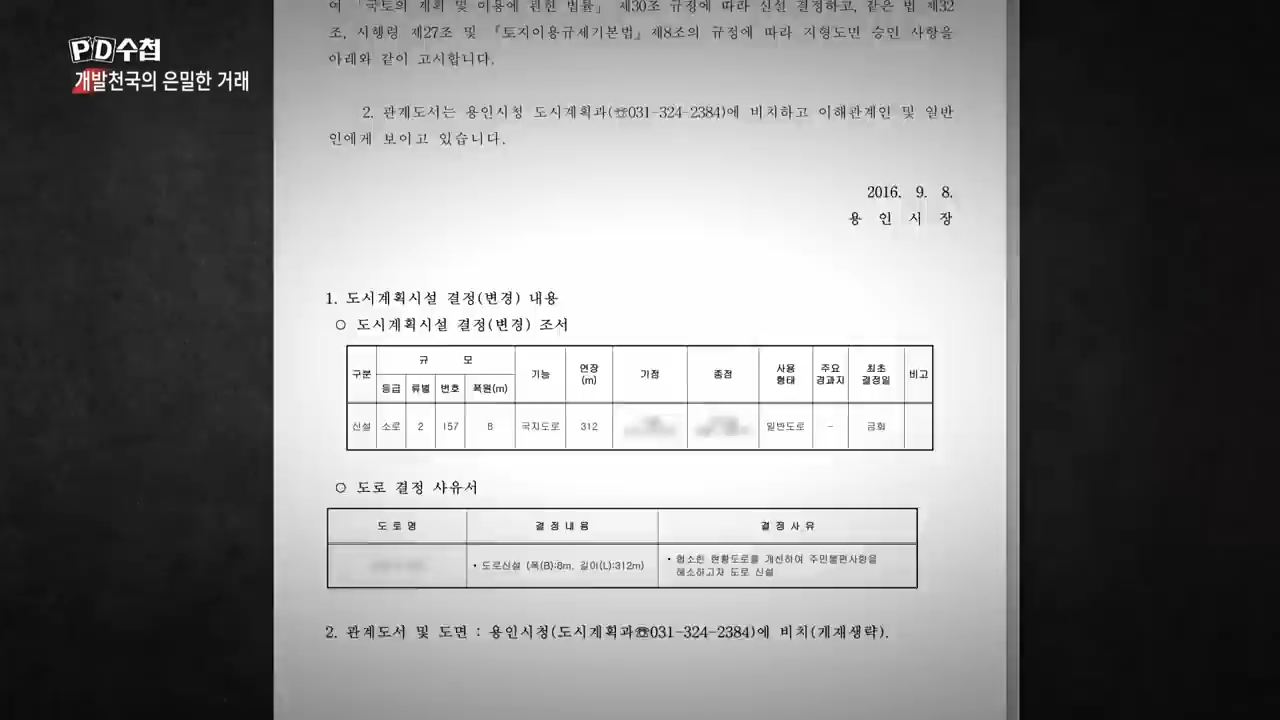 PD수첩
개발천국의 은밀한 거래
여 「국토의 계획 및 이용에 관한 법률」 제30조 규정에 따라 신설 결정하고, 같은 법 제32
조, 시행령 제27조 및 『토지이용규제기본법』제8조의 규정에 따라 지형도면 승인 사항을
아래와 같이 고시합니다.
2. 관계도서는 용인시청 도시계획과(☏031-324-2384)에 비치하고 이해관계인 및 일반
인에게 보이고 있습니다.
2016. 9. 8.
용 인 시 장
1. 도시계획시설 결정(변경) 내용
○ 도시계획시설 결정(변경) 조서
구분 규 모 기능 연장(m) 기점 종점 사용형태 주요경과지 최초결정일 비고
등급 류별 번호 폭원(m)
신설 소로 2 157 8 국지도로 312 일반도로 - 금회
○ 도로 결정 사유서
도로명 결정내용 결정사유
• 도로신설 (폭(B):8m, 길이(L):312m) • 협소한 현황도로를 개선하여 주민불편사항을
해소하고자 도로 신설
2. 관계도서 및 도면 : 용인시청(도시계획과☏031-324-2384)에 비치(게재생략).